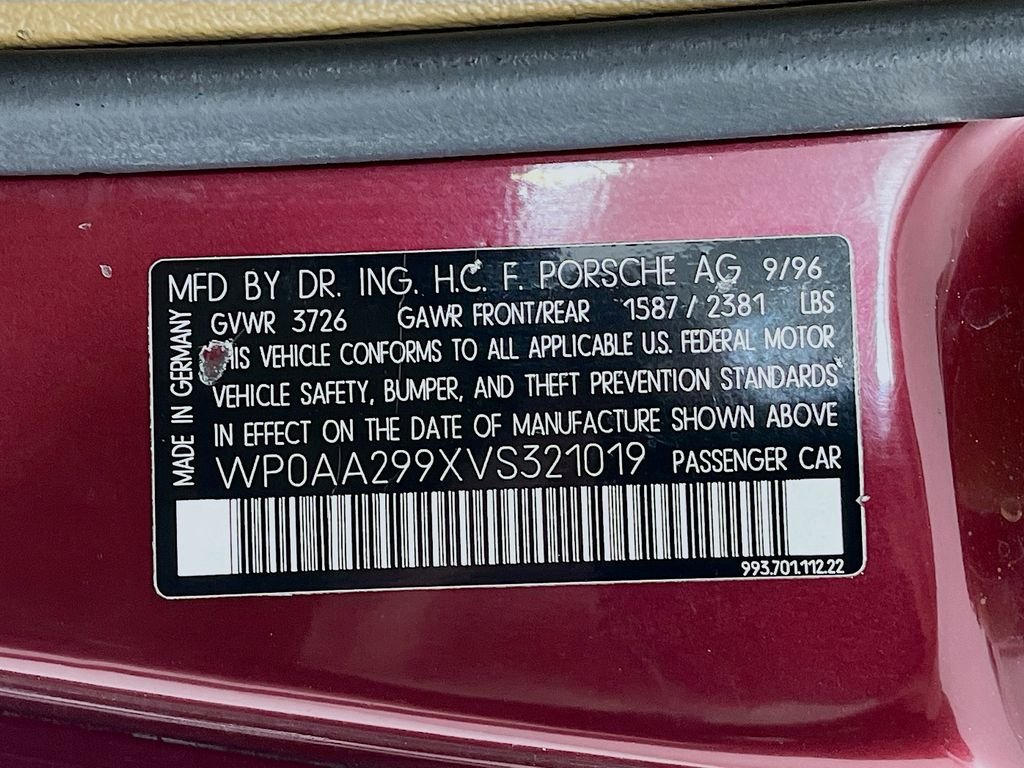 MFD BY DR. ING. H.C. F. PORSCHE AG 9/96
GVWR 3726 GAWR FRONT/REAR 1587 / 2381 LBS
MADE IN GERMANY
THIS VEHICLE CONFORMS TO ALL APPLICABLE U.S. FEDERAL MOTOR
VEHICLE SAFETY, BUMPER, AND THEFT PREVENTION STANDARDS
IN EFFECT ON THE DATE OF MANUFACTURE SHOWN ABOVE
WP0AA299XVS321019 PASSENGER CAR
993.701.112.22